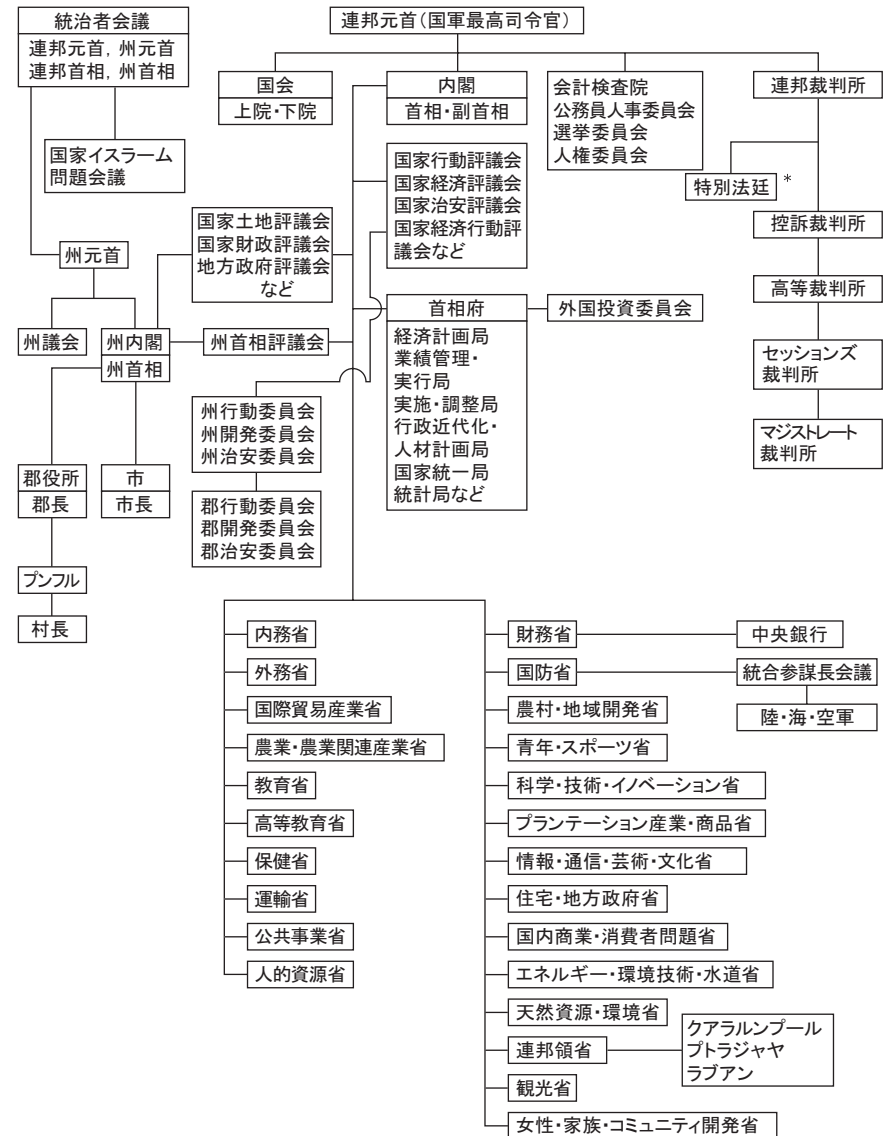 統治者会議
連邦元首, 州元首
連邦首相, 州首相
連邦元首(国軍最高司令官)
国会
上院・下院
内閣
首相・副首相
会計検査院
公務員人事委員会
選挙委員会
人権委員会
連邦裁判所
国家イスラーム
問題会議
国家行動評議会
国家経済評議会
国家治安評議会
国家経済行動評
議会など
特別法廷*
控訴裁判所
国家土地評議会
国家財政評議会
地方政府評議会
など
州元首
高等裁判所
首相府
経済計画局
業績管理・
実行局
実施・調整局
行政近代化・
人材計画局
国家統一局
統計局など
外国投資委員会
州議会
州内閣
州首相
州首相評議会
セッションズ
裁判所
州行動委員会
州開発委員会
州治安委員会
マジストレート
裁判所
郡役所
郡長
市
市長
郡行動委員会
郡開発委員会
郡治安委員会
プンフル
村長
内務省
外務省
国際貿易産業省
農業・農業関連産業省
教育省
高等教育省
保健省
運輸省
公共事業省
人的資源省
財務省
中央銀行
国防省
統合参謀長会議
陸・海・空軍
農村・地域開発省
青年・スポーツ省
科学・技術・イノベーション省
プランテーション産業・商品省
情報・通信・芸術・文化省
住宅・地方政府省
国内商業・消費者問題省
エネルギー・環境技術・水道省
天然資源・環境省
連邦領省
クアラルンプール
プトラジャヤ
ラブアン
観光省
女性・家族・コミュニティ開発省